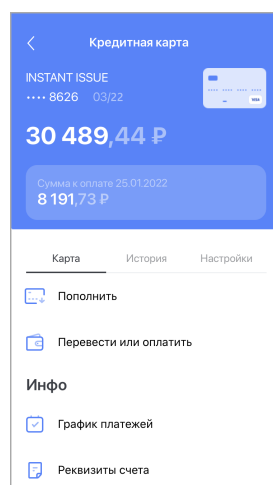 Кредитная карта
INSTANT ISSUE
•••• 8626 03/22
VISA
30 489,44 ₽
Сумма к оплате 25.01.2022
8 191,73 ₽
Карта История Настройки
Пополнить
Перевести или оплатить
Инфо
График платежей
Реквизиты счета